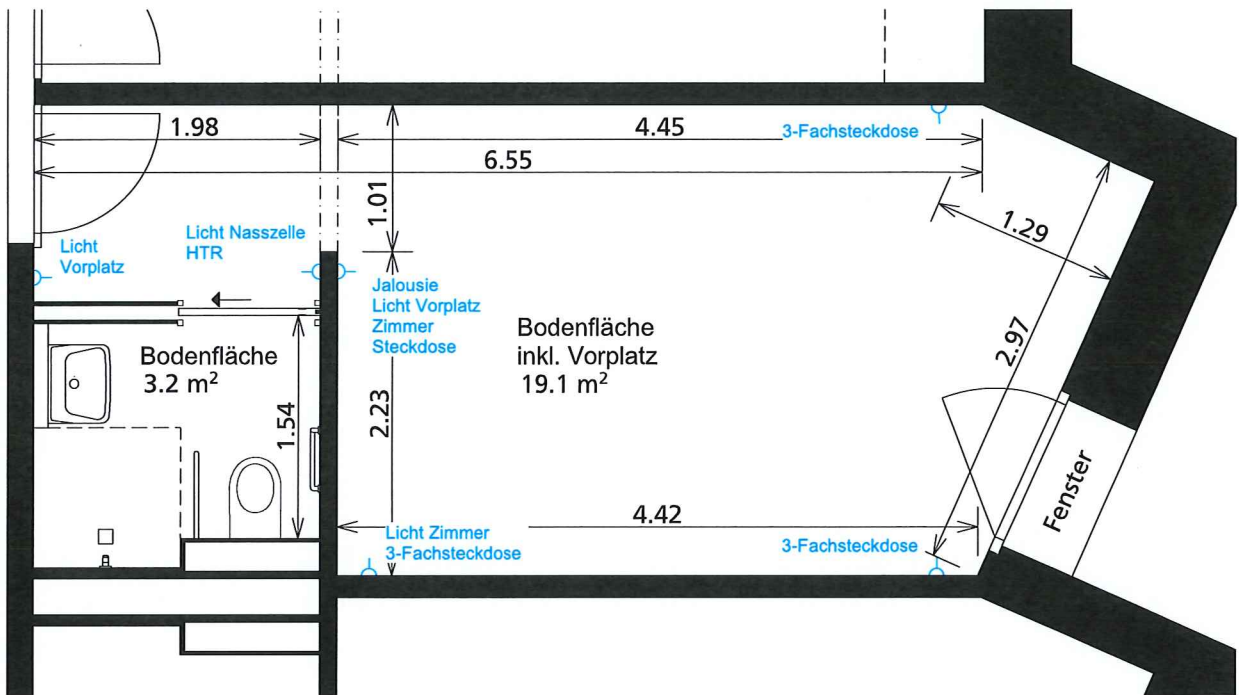 1.98
4.45
3-Fachsteckdose
6.55
1.01
1.29
Licht
Vorplatz
Licht Nasszelle
HTR
Jalousie
Licht Vorplatz
Zimmer
Steckdose
Bodenfläche
inkl. Vorplatz
19.1 m²
2.97
Bodenfläche
3.2 m²
2.23
1.54
Fenster
4.42
Licht Zimmer
3-Fachsteckdose
3-Fachsteckdose